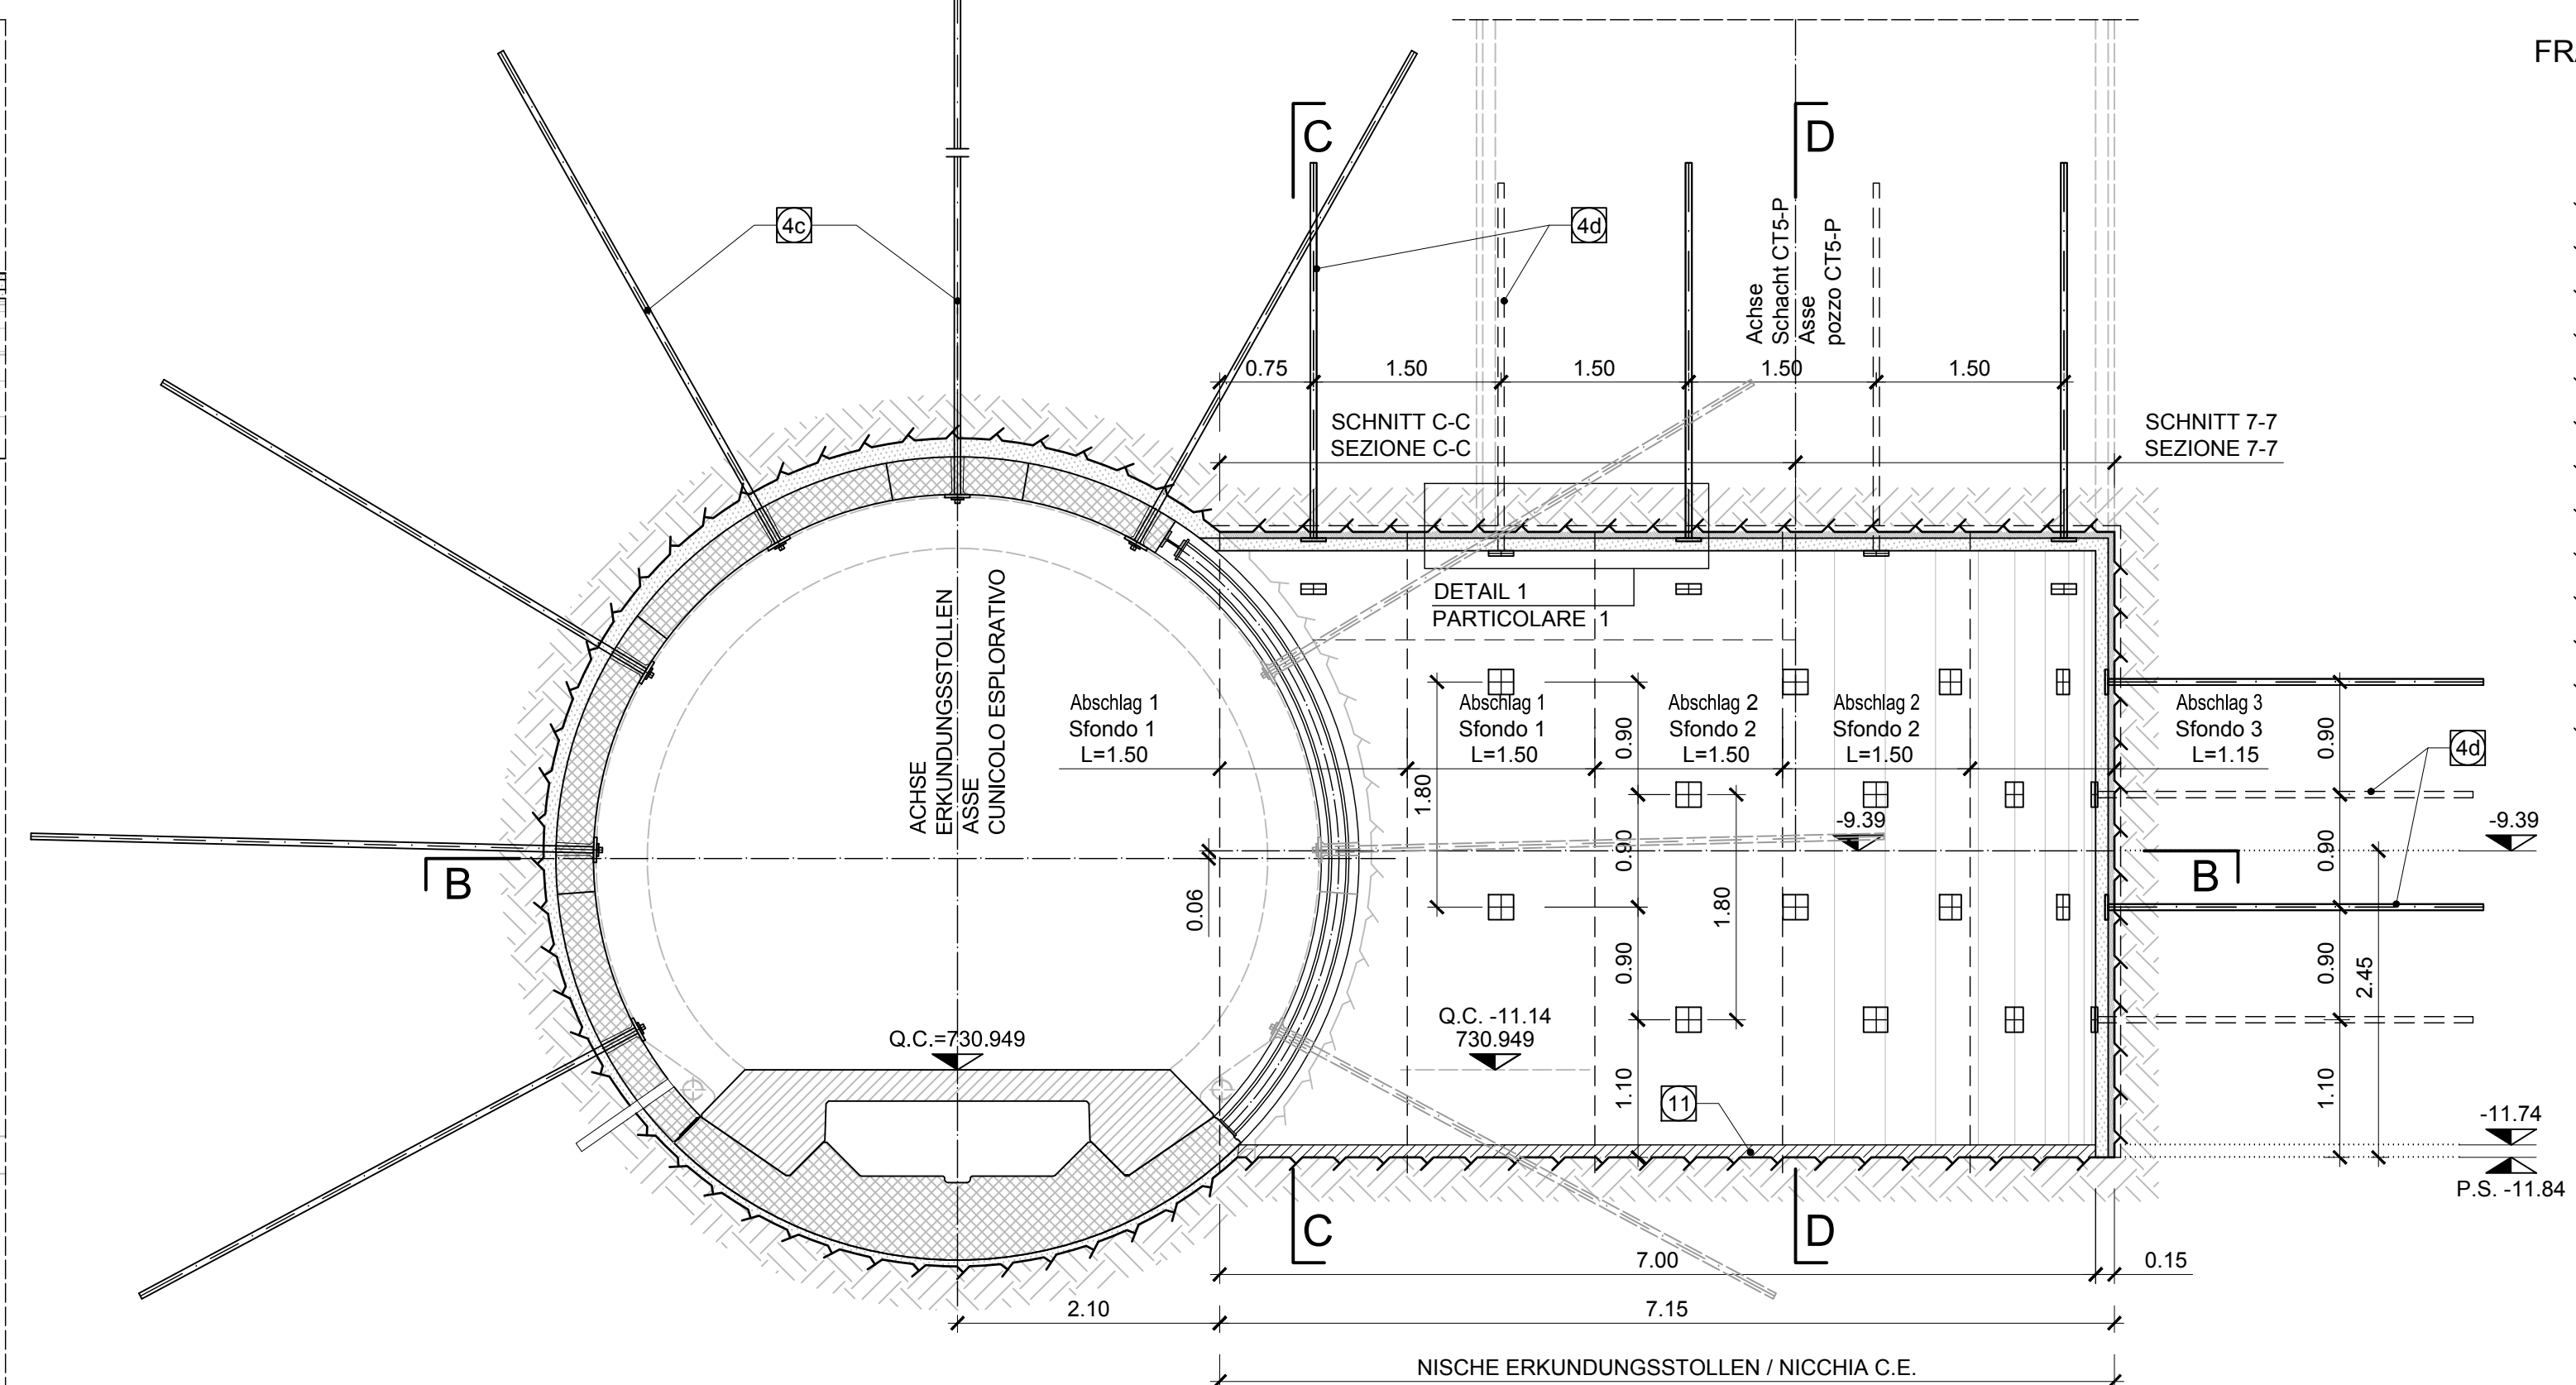 FR
C
D
4c
4d
Achse
Schacht CT5-P
Asse
pozzo CT5-P
0.75
1.50
1.50
1.50
1.50
SCHNITT C-C
SEZIONE C-C
SCHNITT 7-7
SEZIONE 7-7
DETAIL 1
PARTICOLARE 1
ACHSE
ERKUNDUNGSSTOLLEN
ASSE
CUNICOLO ESPLORATIVO
Abschlag 1
Sfondo 1
L=1.50
Abschlag 1
Sfondo 1
L=1.50
Abschlag 2
Sfondo 2
L=1.50
Abschlag 2
Sfondo 2
L=1.50
Abschlag 3
Sfondo 3
L=1.15
4d
1.80
0.90
0.90
0.90
1.10
1.80
-9.39
-9.39
0.90
0.90
0.90
1.10
2.45
B
B
0.06
Q.C.=730.949
Q.C. -11.14
730.949
11
-11.74
P.S. -11.84
C
D
7.00
0.15
2.10
7.15
NISCHE ERKUNDUNGSSTOLLEN / NICCHIA C.E.